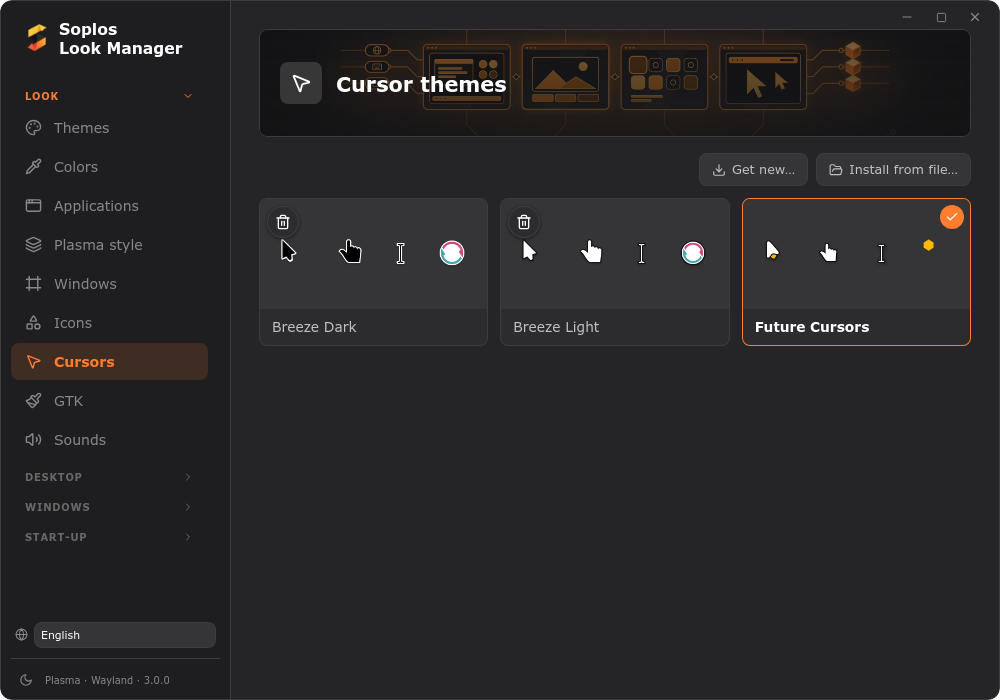 Soplos
Look Manager
LOOK
Themes
Colors
Applications
Plasma style
Windows
Icons
Cursors
GTK
Sounds
DESKTOP
WINDOWS
START-UP
English
Plasma · Wayland · 3.0.0
Cursor themes
Get new...
Install from file...
Breeze Dark
Breeze Light
Future Cursors